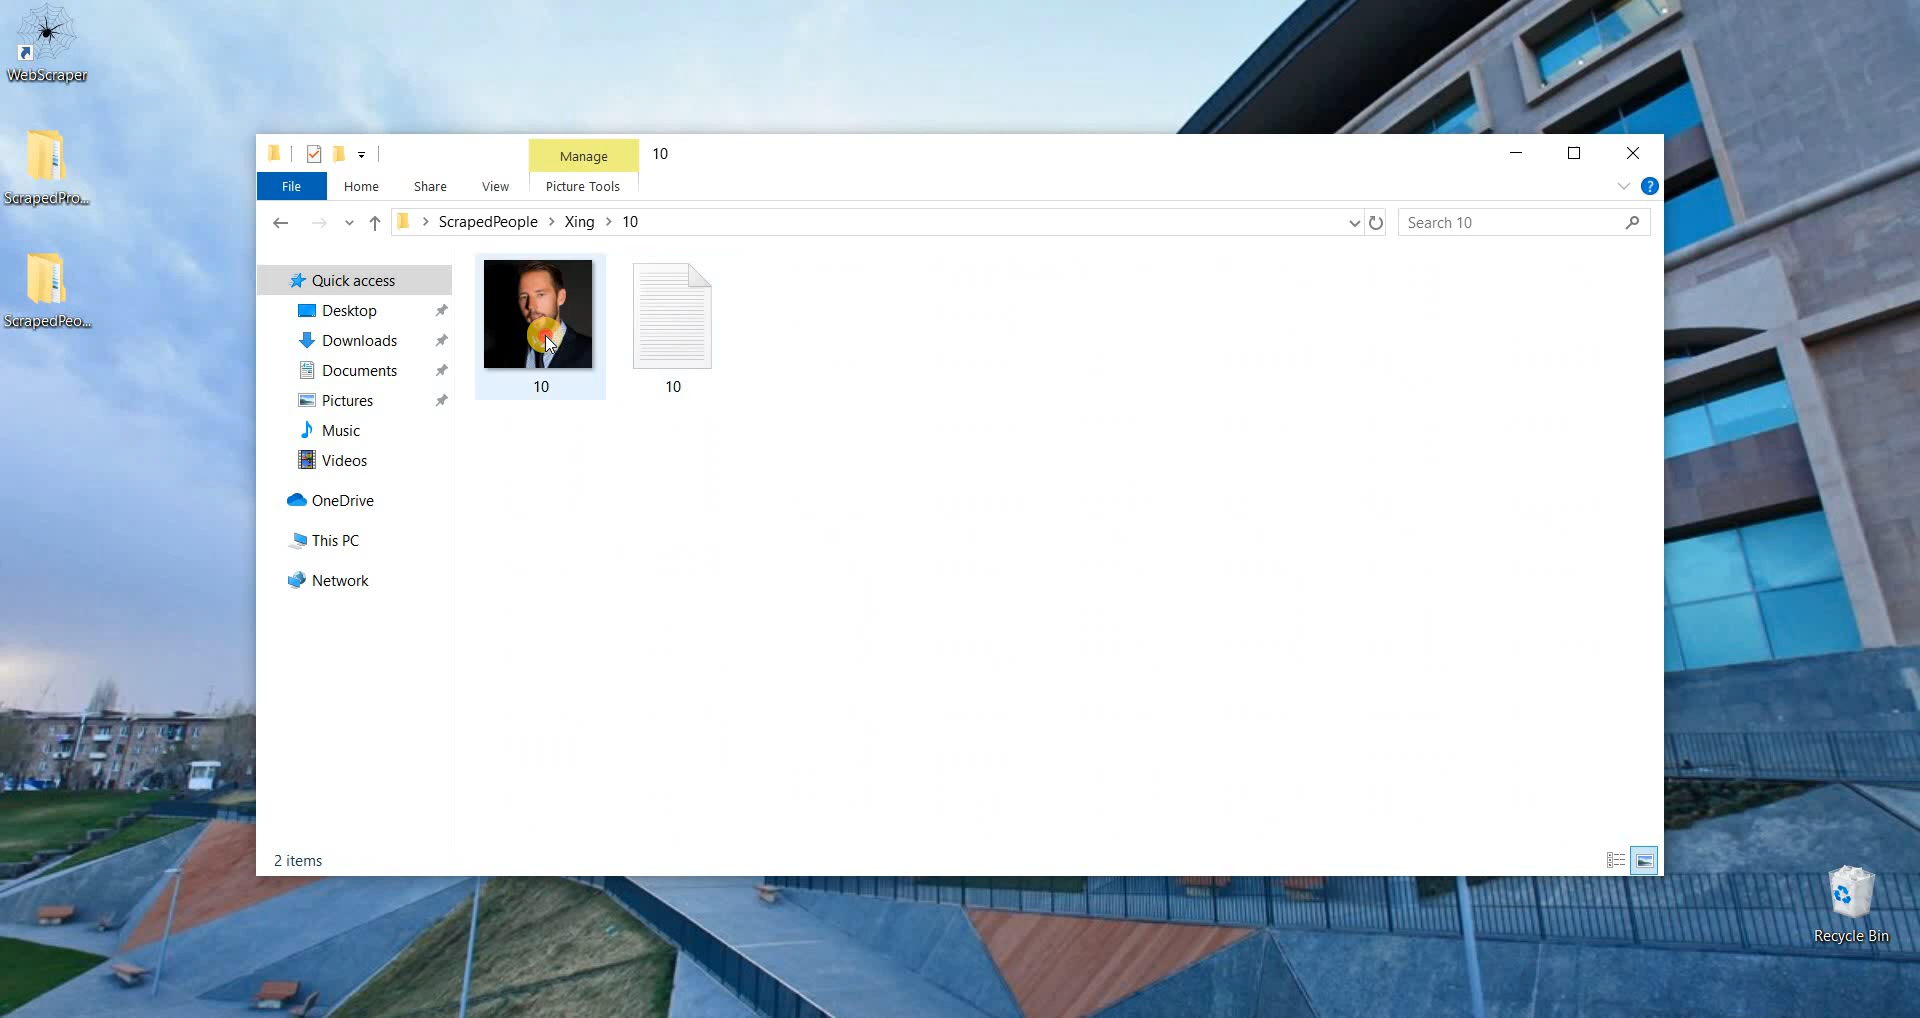 WebScraper
ScrapedPro...
ScrapedPeo...
Manage
10
File
Home
Share
View
Picture Tools
?
ScrapedPeople
Xing
10
Search 10
Quick access
Desktop
Downloads
Documents
Pictures
Music
Videos
OneDrive
This PC
Network
10
10
2 items
Recycle Bin